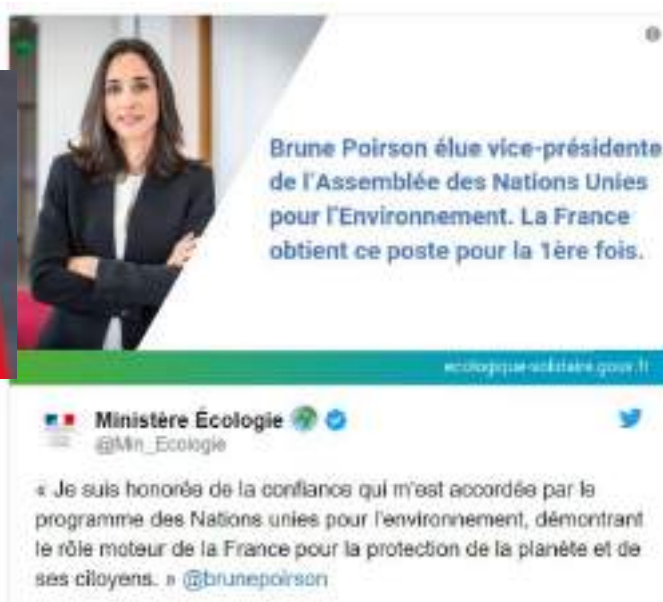 Brune Poirson élue vice-présidente
de l'Assemblée des Nations Unies
pour l'Environnement. La France
obtient ce poste pour la 1ère fois.
ecologique-solidaire.gouv.fr
Ministère Écologie
@Min_Ecologie
« Je suis honorée de la confiance qui m'est accordée par le
programme des Nations unies pour l'environnement, démontrant
le rôle moteur de la France pour la protection de la planète et de
ses citoyens. » @brunepoirson